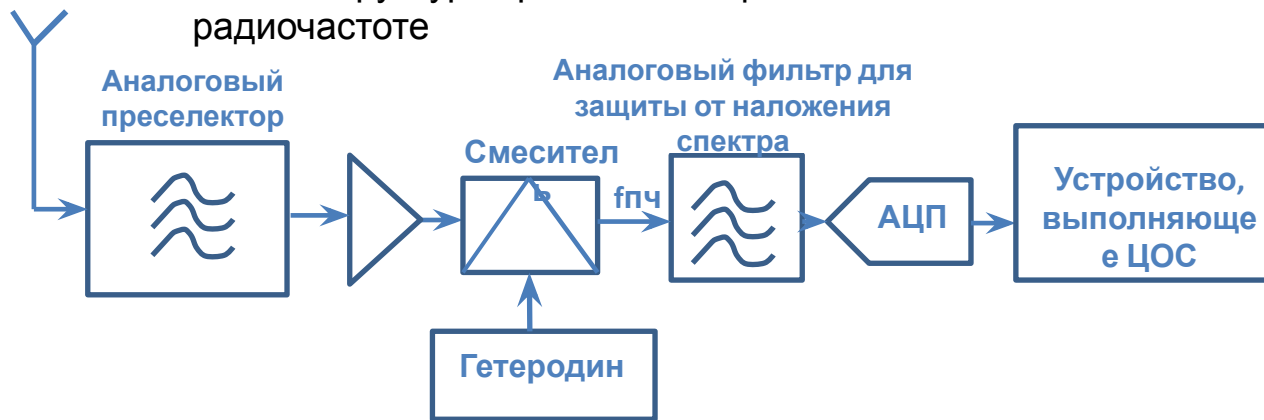 радиочастоте
Аналоговый
преселектор
Аналоговый фильтр для
защиты от наложения
спектра
Смесител
ь
fпч
АЦП
Устройство,
выполняюще
е ЦОС
Гетеродин